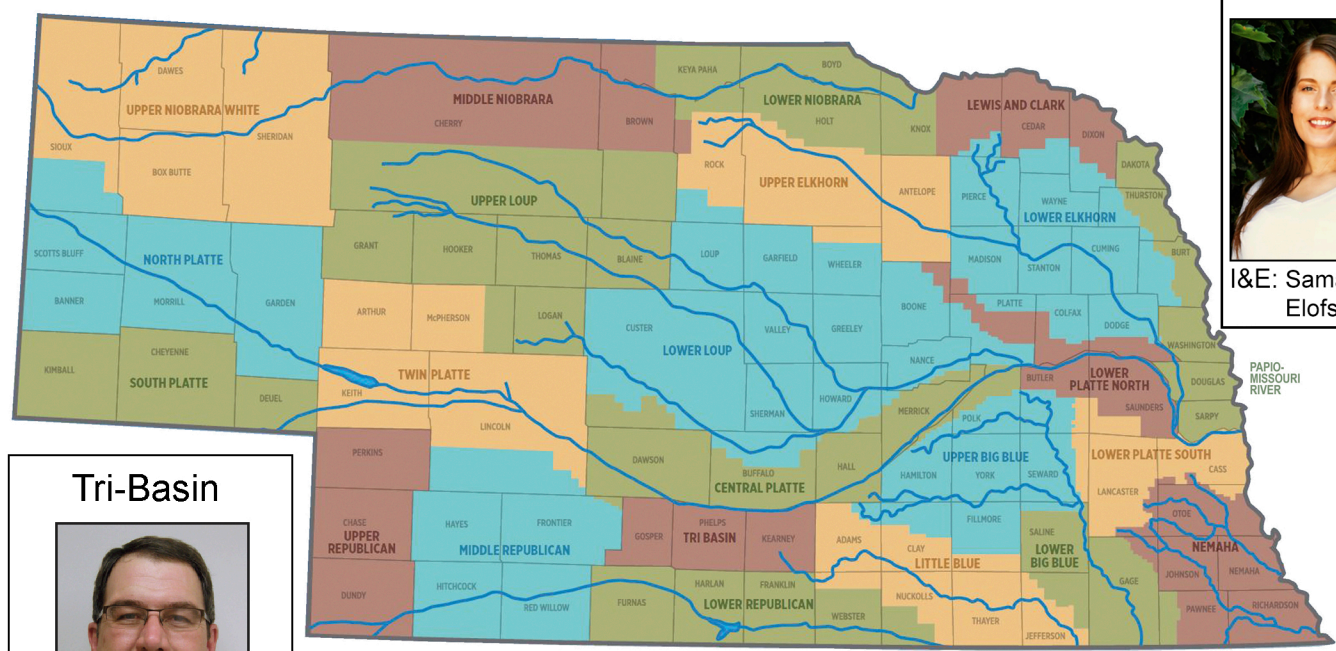 DAWES
UPPER NIOBRARA WHITE
SHERIDAN
SIOUX
BOX BUTTE
MIDDLE NIOBRARA
CHERRY
BROWN
KEYA PAHA
BOYD
LOWER NIOBRARA
HOLT
KNOX
LEWIS AND CLARK
CEDAR
DIXON
DAKOTA
THURSTON
ROCK
UPPER ELKHORN
ANTELOPE
PIERCE
WAYNE
LOWER ELKHORN
CUMING
BURT
MADISON
STANTON
UPPER LOUP
GRANT
HOOKER
THOMAS
BLAINE
LOUP
GARFIELD
WHEELER
SCOTTS BLUFF
NORTH PLATTE
BANNER
MORRILL
GARDEN
ARTHUR
McPHERSON
LOGAN
CUSTER
LOWER LOUP
VALLEY
GREELEY
BOONE
PLATTE
COLFAX
DODGE
WASHINGTON
NANCE
KIMBALL
CHEYENNE
SOUTH PLATTE
DEUEL
TWIN PLATTE
KEITH
LINCOLN
SHERMAN
HOWARD
MERRICK
BUTLER
LOWER
PLATTE NORTH
SAUNDERS
DOUGLAS
SARPY
PAPIO-
MISSOURI
RIVER
POLK
PERKINS
DAWSON
BUFFALO
CENTRAL PLATTE
HALL
HAMILTON
UPPER BIG BLUE
YORK
SEWARD
LOWER PLATTE SOUTH
CASS
LANCASTER
OTOE
CHASE
UPPER
REPUBLICAN
HAYES
FRONTIER
MIDDLE REPUBLICAN
GOSPER
PHELPS
TRI BASIN
KEARNEY
ADAMS
CLAY
LITTLE BLUE
FILLMORE
SALINE
LOWER
BIG BLUE
NEMAHA
JOHNSON
NEMAHA
DUNDY
HITCHCOCK
RED WILLOW
FURNAS
HARLAN
FRANKLIN
LOWER REPUBLICAN
WEBSTER
NUCKOLLS
THAYER
JEFFERSON
GAGE
PAWNEE
RICHARDSON
I&E: Sama
Elofs
Tri-Basin